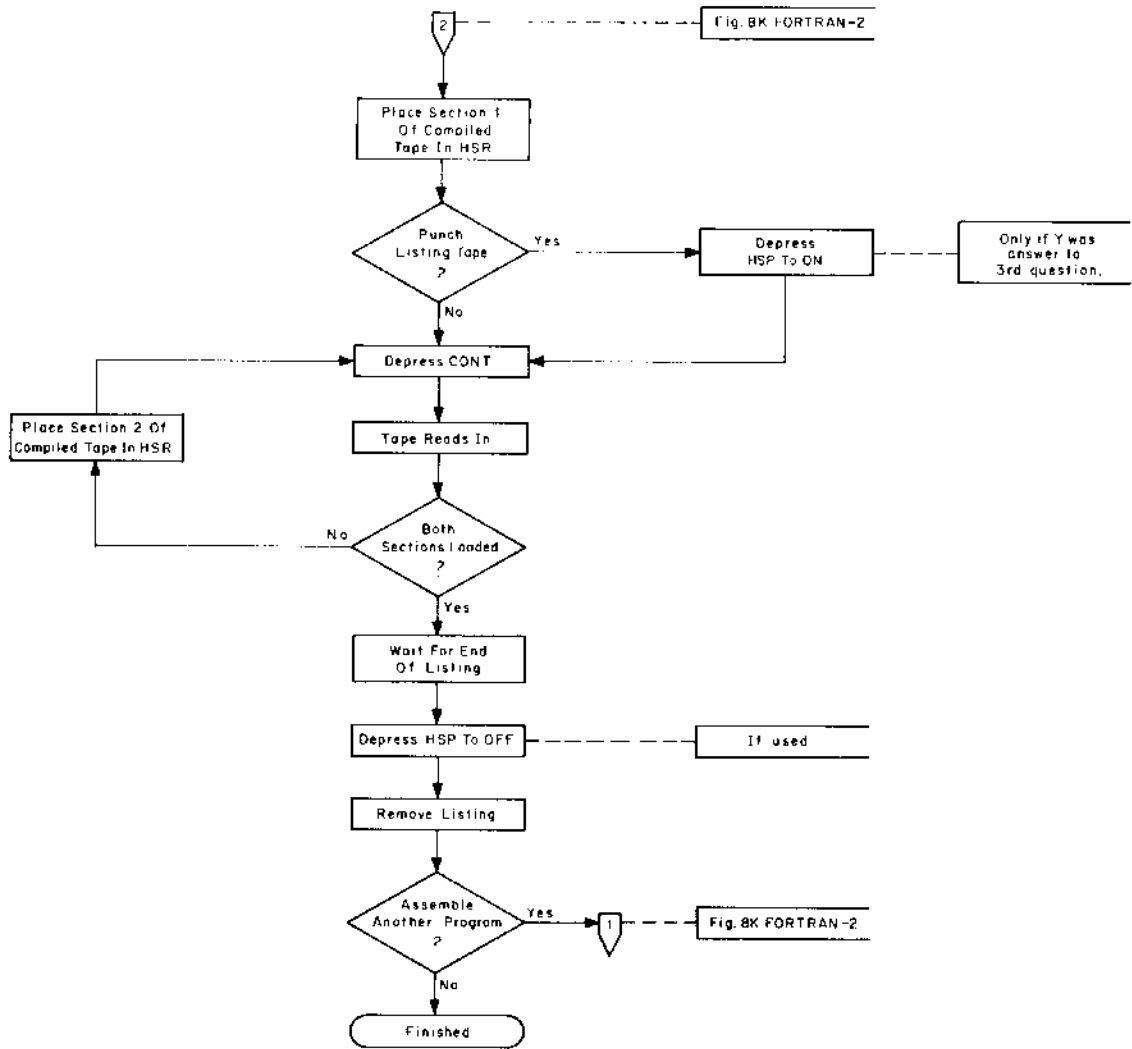 2
Fig. 8K FORTRAN-2
Place Section 1
Of Compiled
Tape In HSR
Punch
Listing Tape
?
Yes
Depress
HSP To ON
Only if Y was
answer to
3rd question.
No
Depress CONT
Place Section 2 Of
Compiled Tape In HSR
Tape Reads In
No
Both
Sections Loaded
?
Yes
Wait For End
Of Listing
Depress HSP To OFF
If used
Remove Listing
Assemble
Another Program
?
Yes
1
Fig. 8K FORTRAN-2
No
Finished